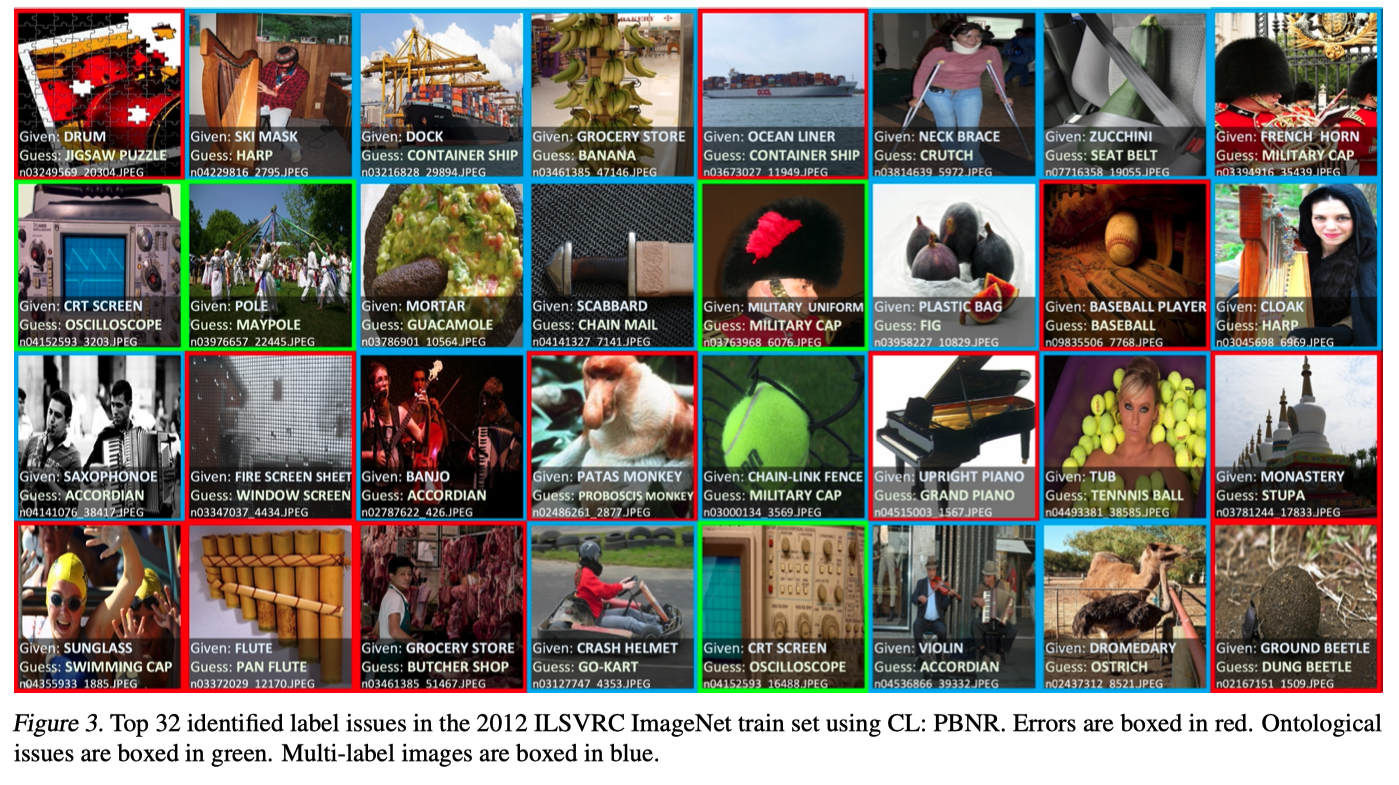 BAKERY
OOCL
Given: DRUM
Guess: JIGSAW PUZZLE
n03249569_20304.JPEG
Given: SKI MASK
Guess: HARP
n04229816_2795.JPEG
Given: DOCK
Guess: CONTAINER SHIP
n03216828_29894.JPEG
Given: GROCERY STORE
Guess: BANANA
n03461385_47146.JPEG
Given: OCEAN LINER
Guess: CONTAINER SHIP
n03673027_11949.JPEG
Given: NECK BRACE
Guess: CRUTCH
n03814639_5972.JPEG
Given: ZUCCHINI
Guess: SEAT BELT
n07716358_19055.JPEG
Given: FRENCH HORN
Guess: MILITARY CAP
n03394916_35439.JPEG
Given: CRT SCREEN
Guess: OSCILLOSCOPE
n04152593_3203.JPEG
Given: POLE
Guess: MAYPOLE
n03976657_22445.JPEG
Given: MORTAR
Guess: GUACAMOLE
n03786901_10564.JPEG
Given: SCABBARD
Guess: CHAIN MAIL
n04141327_7141.JPEG
Given: MILITARY UNIFORM
Guess: MILITARY CAP
n03763968_6076.JPEG
Given: PLASTIC BAG
Guess: FIG
n03958227_10829.JPEG
Given: BASEBALL PLAYER
Guess: BASEBALL
n09835506_7768.JPEG
Given: CLOAK
Guess: HARP
n03045698_6969.JPEG
Given: SAXOPHONOE
Guess: ACCORDIAN
n04141076_38417.JPEG
Given: FIRE SCREEN SHEET
Guess: WINDOW SCREEN
n03347037_4434.JPEG
Given: BANJO
Guess: ACCORDIAN
n02787622_426.JPEG
Given: PATAS MONKEY
Guess: PROBOSCIS MONKEY
n02486261_2877.JPEG
Given: CHAIN-LINK FENCE
Guess: MILITARY CAP
n03000134_3569.JPEG
Given: UPRIGHT PIANO
Guess: GRAND PIANO
n04515003_1567.JPEG
Given: TUB
Guess: TENNNIS BALL
n04493381_38585.JPEG
Given: MONASTERY
Guess: STUPA
n03781244_17833.JPEG
Given: SUNGLASS
Guess: SWIMMING CAP
n04355933_1885.JPEG
Given: FLUTE
Guess: PAN FLUTE
n03372029_12170.JPEG
Given: GROCERY STORE
Guess: BUTCHER SHOP
n03461385_51467.JPEG
Given: CRASH HELMET
Guess: GO-KART
n03127747_4353.JPEG
Given: CRT SCREEN
Guess: OSCILLOSCOPE
n04152593_16488.JPEG
Given: VIOLIN
Guess: ACCORDIAN
n04536866_39332.JPEG
Given: DROMEDARY
Guess: OSTRICH
n02437312_8521.JPEG
Given: GROUND BEETLE
Guess: DUNG BEETLE
n02167151_1509.JPEG
Figure 3. Top 32 identified label issues in the 2012 ILSVRC ImageNet train set using CL: PBNR. Errors are boxed in red. Ontological
issues are boxed in green. Multi-label images are boxed in blue.